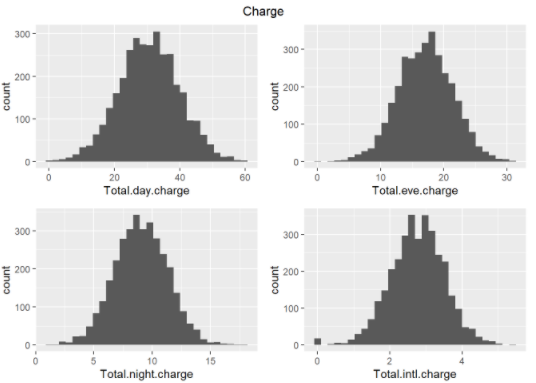 Charge
count
300
200
100
0
0 20 40 60
Total.day.charge
count
300
200
100
0
0 10 20 30
Total.eve.charge
count
300
200
100
0
0 5 10 15
Total.night.charge
count
300
200
100
0
0 2 4
Total.intl.charge